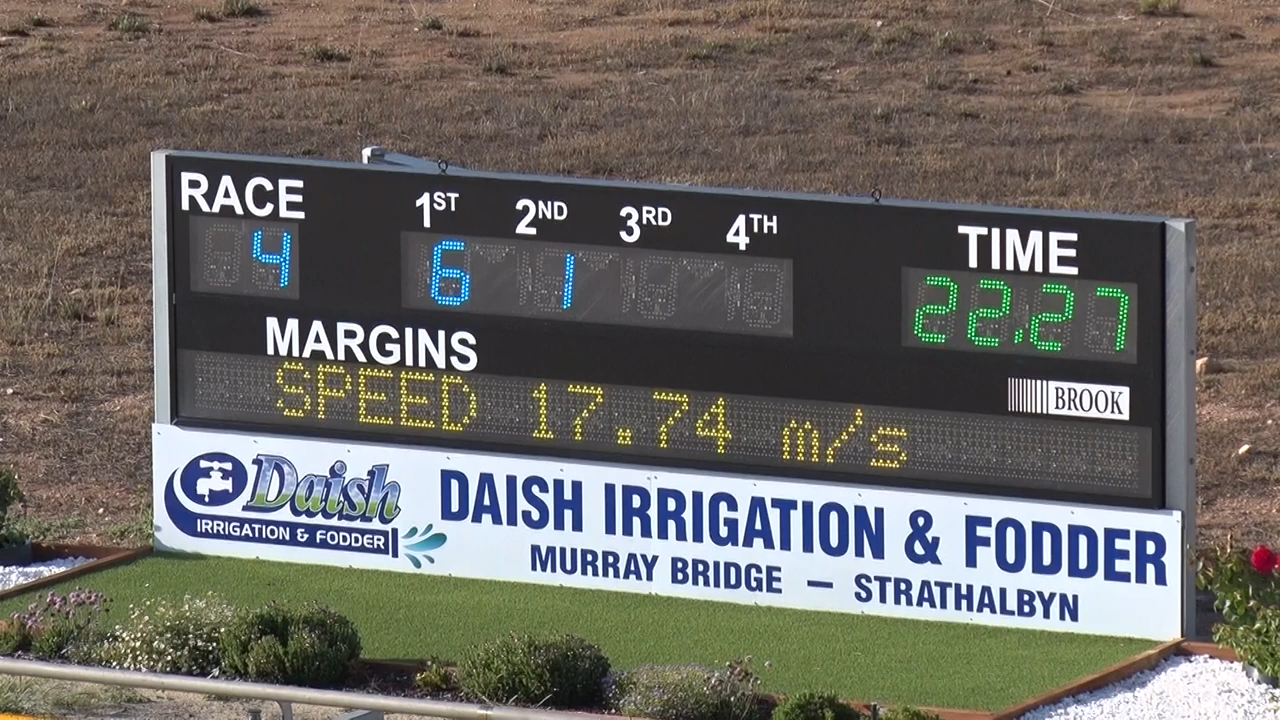 RACE 1ST 2ND 3RD 4TH TIME
4 6 1 22.27
MARGINS
BROOK
SPEED 17.74 m/s
Daish
IRRIGATION & FODDER
DAISH IRRIGATION & FODDER
MURRAY BRIDGE — STRATHALBYN